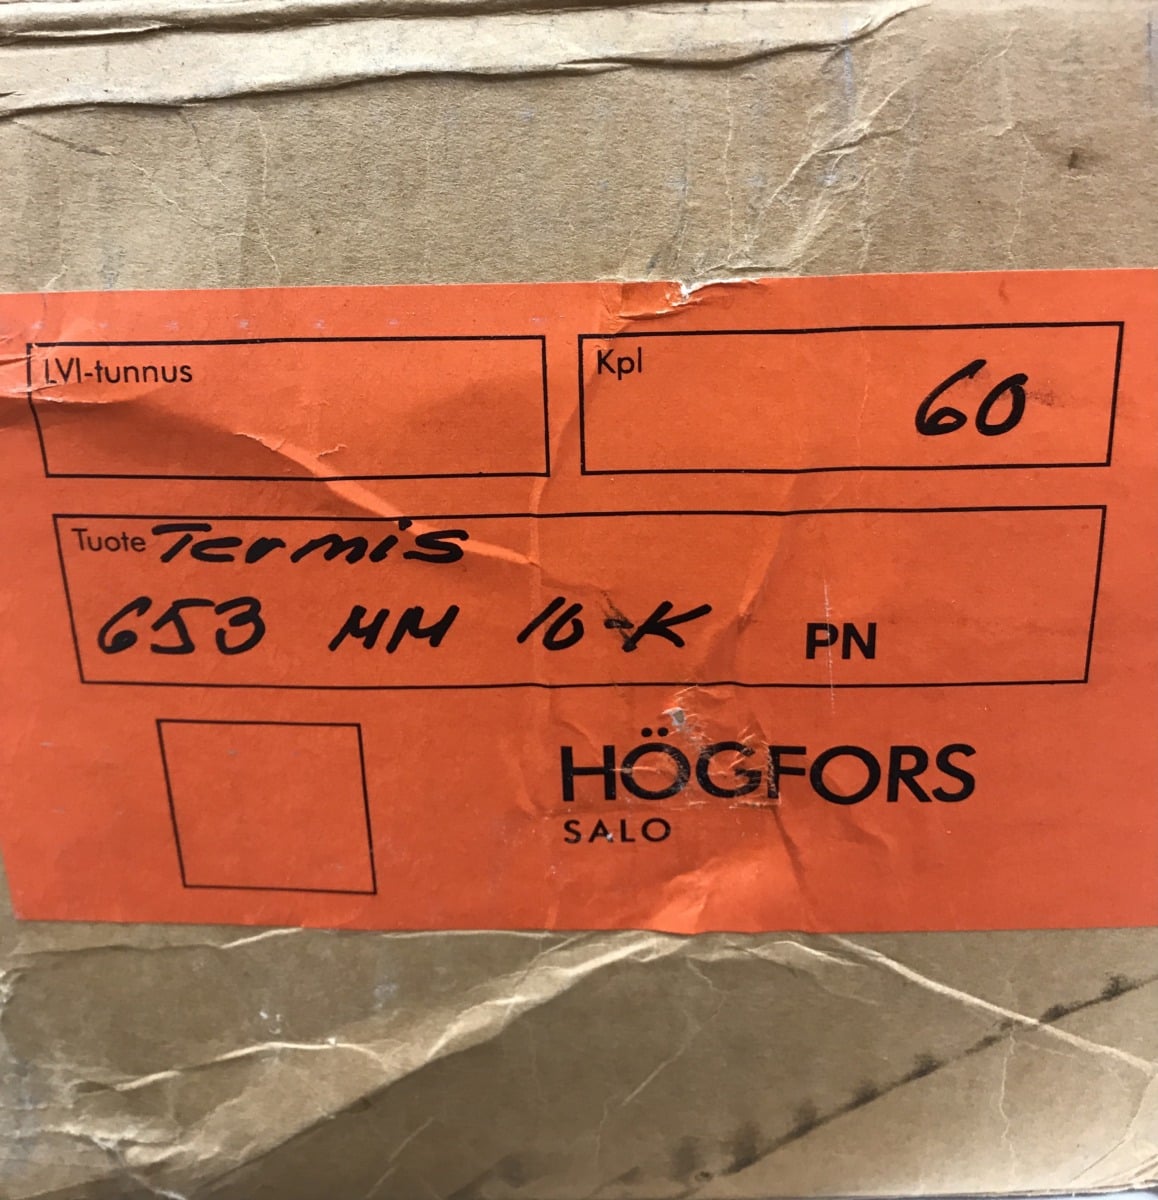 LVI-tunnus
Kpl 60
Tuote Termis
653 MM 10-K PN
HÖGFORS
SALO